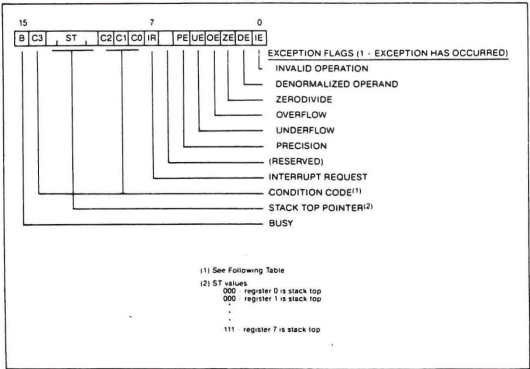 15 7 0
B C3 ST C2 C1 C0 IR PE UE OE ZE DE IE
EXCEPTION FLAGS (1 = EXCEPTION HAS OCCURRED)
INVALID OPERATION
DENORMALIZED OPERAND
ZERODIVIDE
OVERFLOW
UNDERFLOW
PRECISION
(RESERVED)
INTERRUPT REQUEST
CONDITION CODE(1)
STACK TOP POINTER(2)
BUSY
(1) See Following Table
(2) ST values
000 - register 0 is stack top
000 - register 1 is stack top
111 - register 7 is stack top